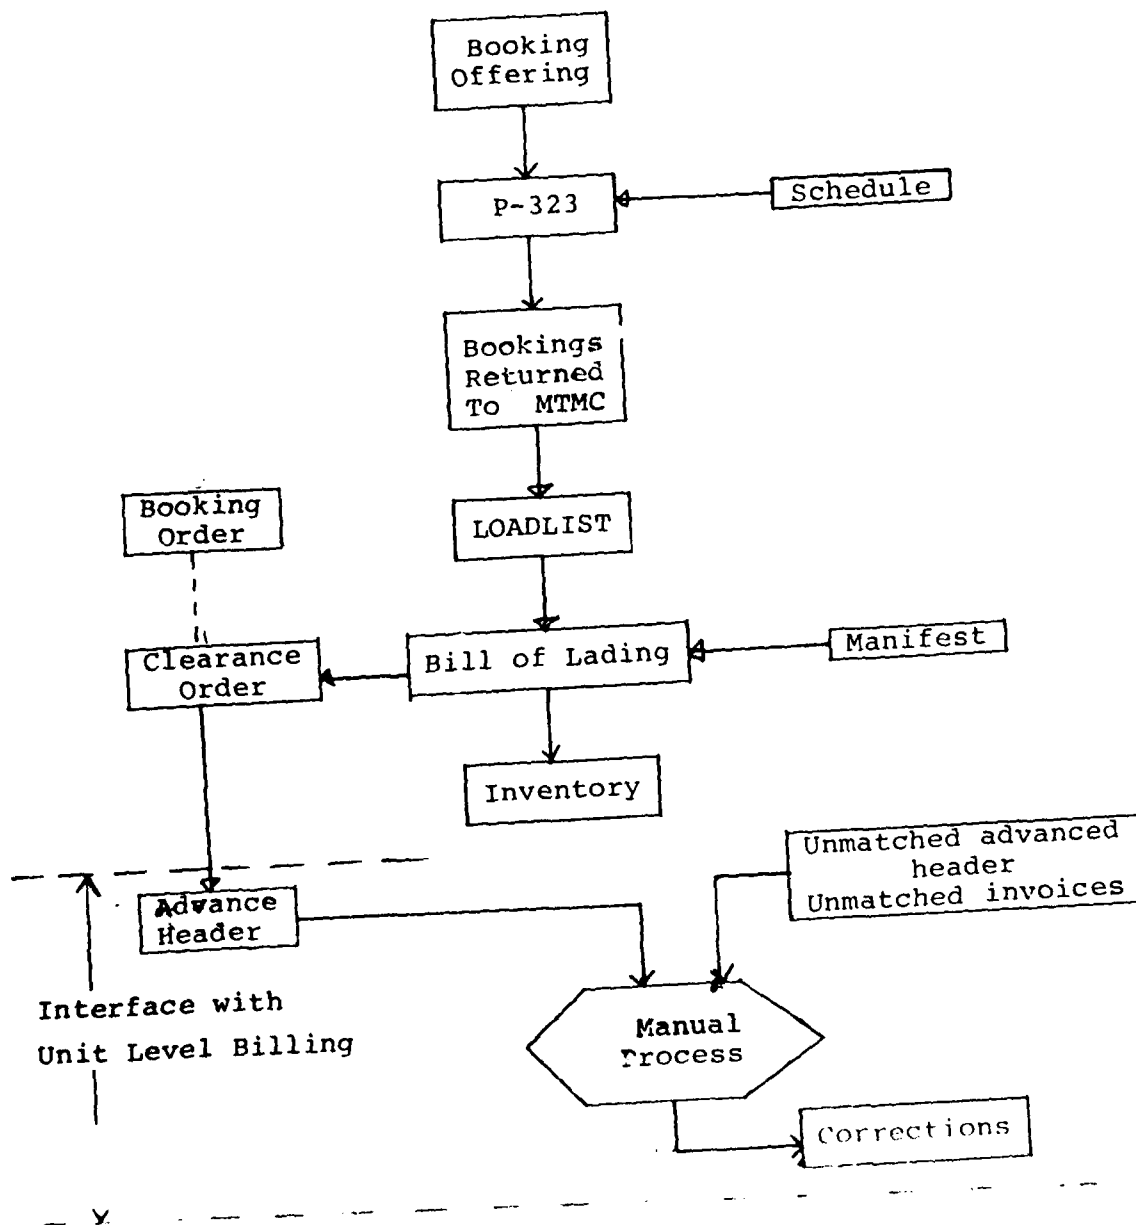 Booking
Offering
P-323
Schedule
Bookings
Returned
To MTMC
Booking
Order
LOADLIST
Clearance
Order
Bill of Lading
Manifest
Inventory
Unmatched advanced
header
Unmatched invoices
Advance
Header
Interface with
Unit Level Billing
Manual
Process
Corrections